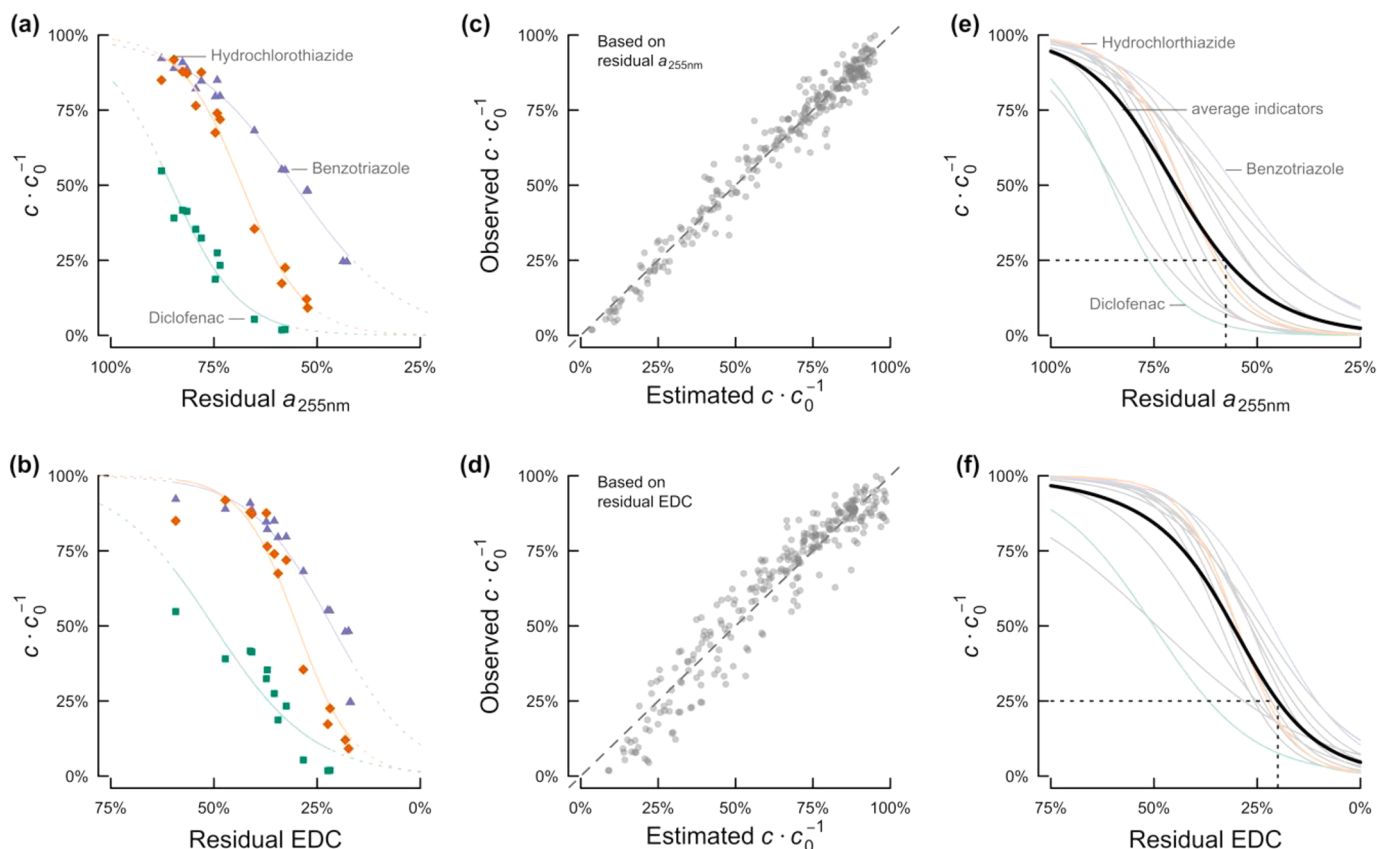 (a)
100%
75%
50%
25%
0%
c · c₀⁻¹
Hydrochlorothiazide
Benzotriazole
Diclofenac
100% 75% 50% 25%
Residual a255nm
(c)
100%
75%
50%
25%
0%
Observed c · c₀⁻¹
Based on
residual a255nm
0% 25% 50% 75% 100%
Estimated c · c₀⁻¹
(e)
100%
75%
50%
25%
0%
c · c₀⁻¹
Hydrochlorthiazide
average indicators
Benzotriazole
Diclofenac
100% 75% 50% 25%
Residual a255nm
(b)
100%
75%
50%
25%
0%
c · c₀⁻¹
75% 50% 25% 0%
Residual EDC
(d)
100%
75%
50%
25%
0%
Observed c · c₀⁻¹
Based on
residual EDC
0% 25% 50% 75% 100%
Estimated c · c₀⁻¹
(f)
100%
75%
50%
25%
0%
c · c₀⁻¹
75% 50% 25% 0%
Residual EDC